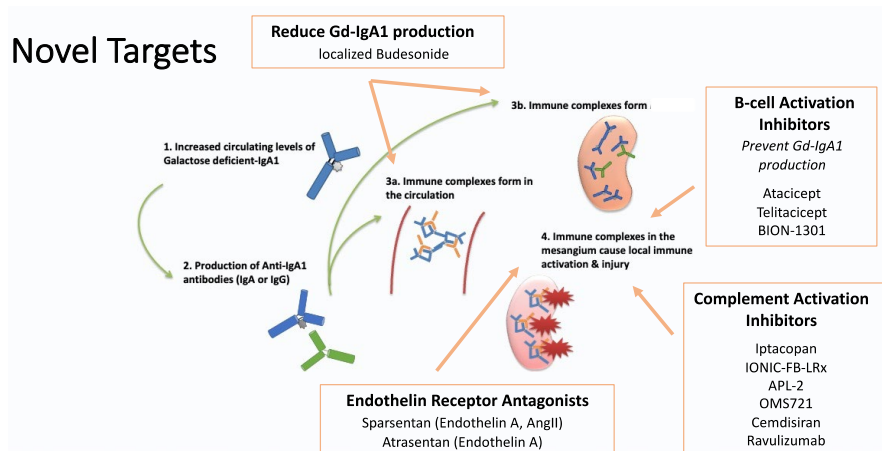 Novel Targets
Reduce Gd-IgA1 production
localized Budesonide
1. Increased circulating levels of
Galactose deficient-IgA1
2. Production of Anti-IgA1
antibodies (IgA or IgG)
3a. Immune complexes form in
the circulation
3b. Immune complexes form
4. Immune complexes in the
mesangium cause local immune
activation & injury
B-cell Activation
Inhibitors
Prevent Gd-IgA1
production
Atacicept
Telitacicept
BION-1301
Complement Activation
Inhibitors
Iptacopan
IONIC-FB-LRx
APL-2
OMS721
Cemdisiran
Ravulizumab
Endothelin Receptor Antagonists
Sparsentan (Endothelin A, AngII)
Atrasentan (Endothelin A)